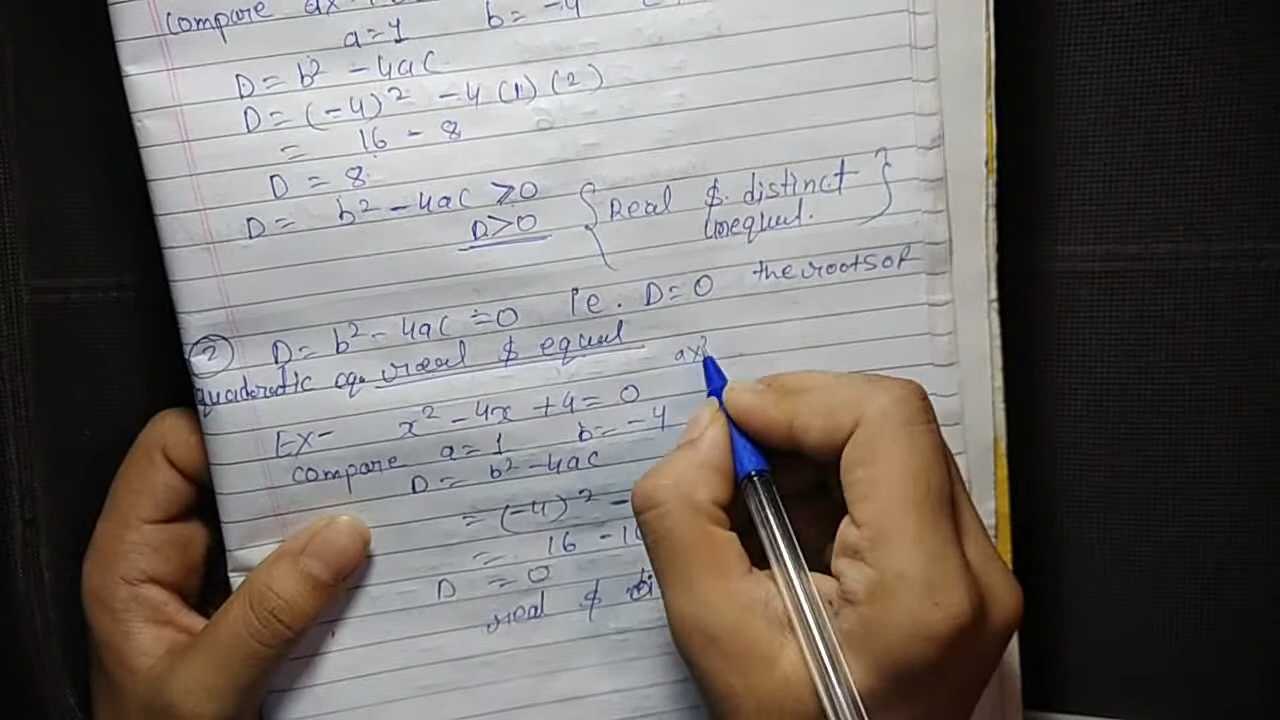 compare ax
a=1 b= -4
D= b² - 4ac
D= (-4)² - 4 (1) (2)
= 16 - 8
D = 8
D= b² - 4ac >0 { Real & distinct }
D>0 unequal.
② D= b² - 4ac =0 ie. D=0 the roots of
quadratic eq. real & equal
ax²
Ex- x² - 4x + 4 = 0
compare a=1 b= -4
D= b² - 4ac
= (-4)² -
= 16 - 1
D = 0
real &